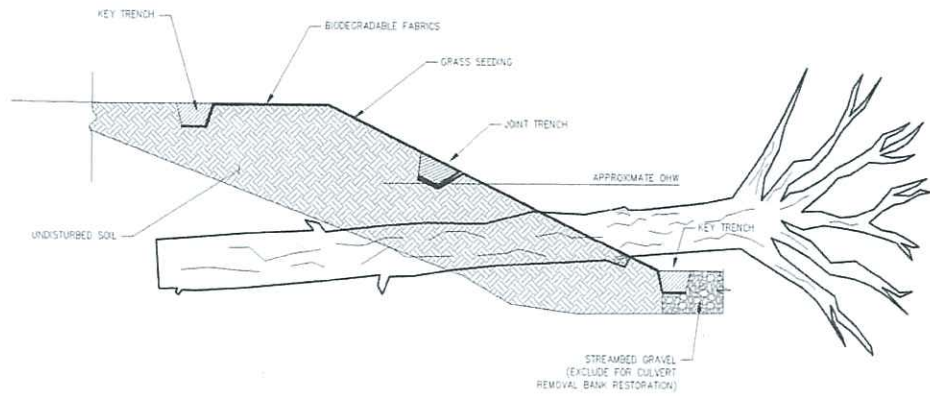 KEY TRENCH
BIODEGRADABLE FABRICS
GRASS SEEDING
JOINT TRENCH
APPROXIMATE OHW
UNDISTURBED SOIL
KEY TRENCH
STREAMBED GRAVEL
(EXCLUDE FOR CULVERT
REMOVAL BANK RESTORATION)